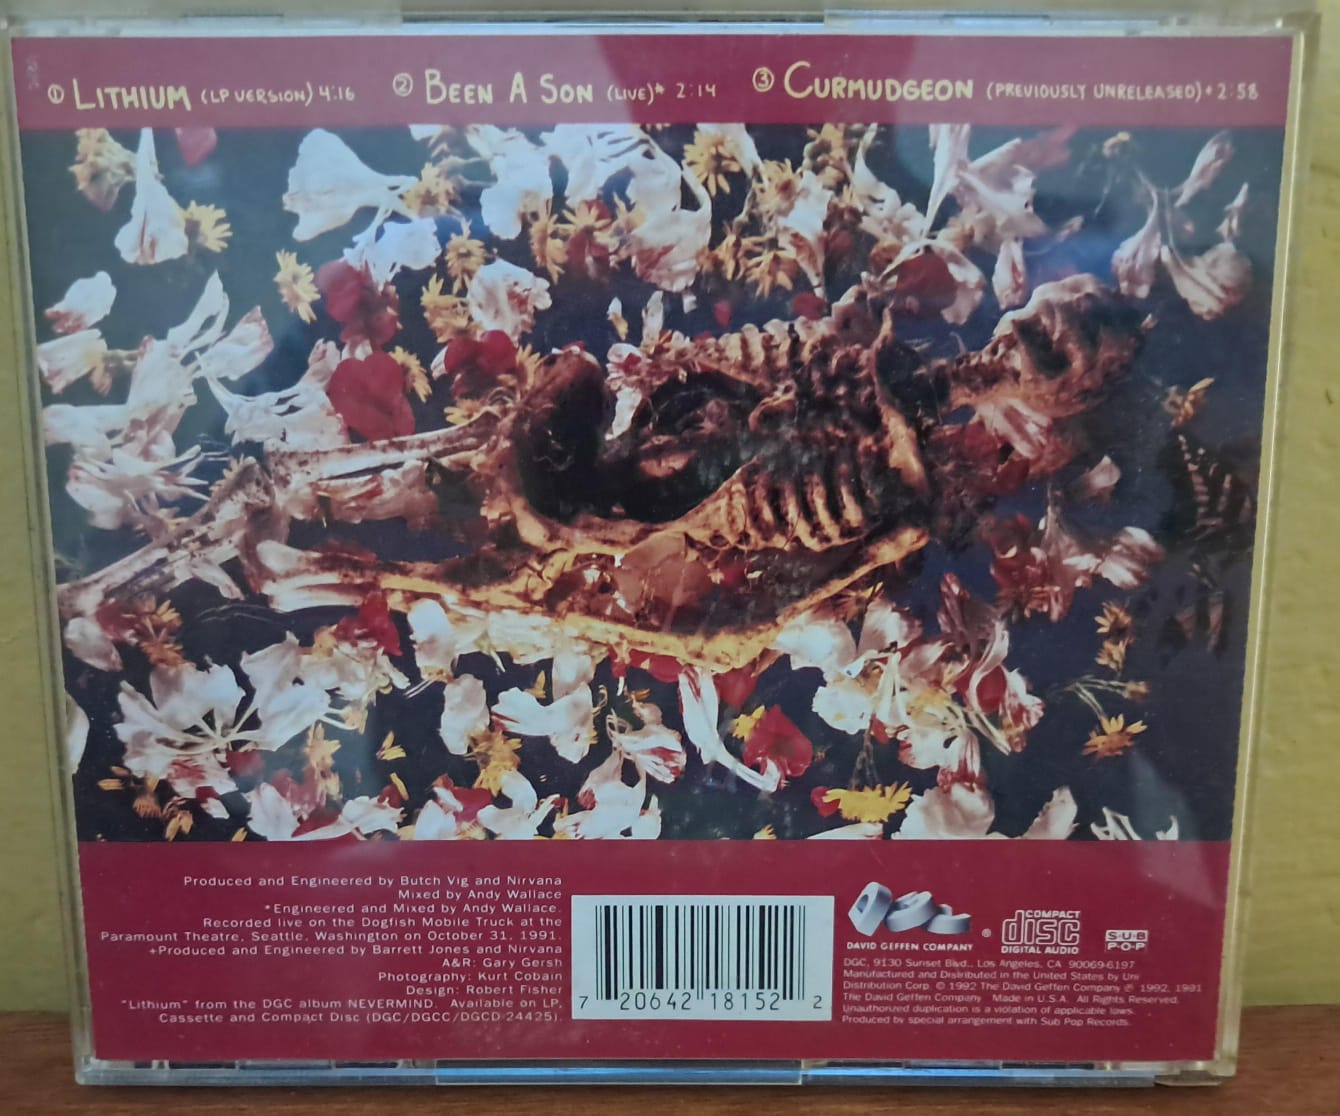 ① LITHIUM (LP VERSION) 4:16 ② BEEN A SON (LIVE)* 2:14 ③ CURMUDGEON (PREVIOUSLY UNRELEASED)+ 2:58
Produced and Engineered by Butch Vig and Nirvana
Mixed by Andy Wallace
*Engineered and Mixed by Andy Wallace.
Recorded live on the Dogfish Mobile Truck at the
Paramount Theatre, Seattle, Washington on October 31, 1991.
+Produced and Engineered by Barrett Jones and Nirvana
A&R: Gary Gersh
Photography: Kurt Cobain
Design: Robert Fisher
"Lithium" from the DGC album NEVERMIND. Available on LP,
Cassette and Compact Disc (DGC/DGCC/DGCD-24425).
7 20642 18152 2
DAVID GEFFEN COMPANY ®
COMPACT
disc
DIGITAL AUDIO
SUB
POP
DGC, 9130 Sunset Blvd., Los Angeles, CA 90069-6197
Manufactured and Distributed in the United States by Uni
Distribution Corp. © 1992 The David Geffen Company ℗ 1992, 1991
The David Geffen Company Made in U.S.A. All Rights Reserved.
Unauthorized duplication is a violation of applicable laws.
Produced by special arrangement with Sub Pop Records.